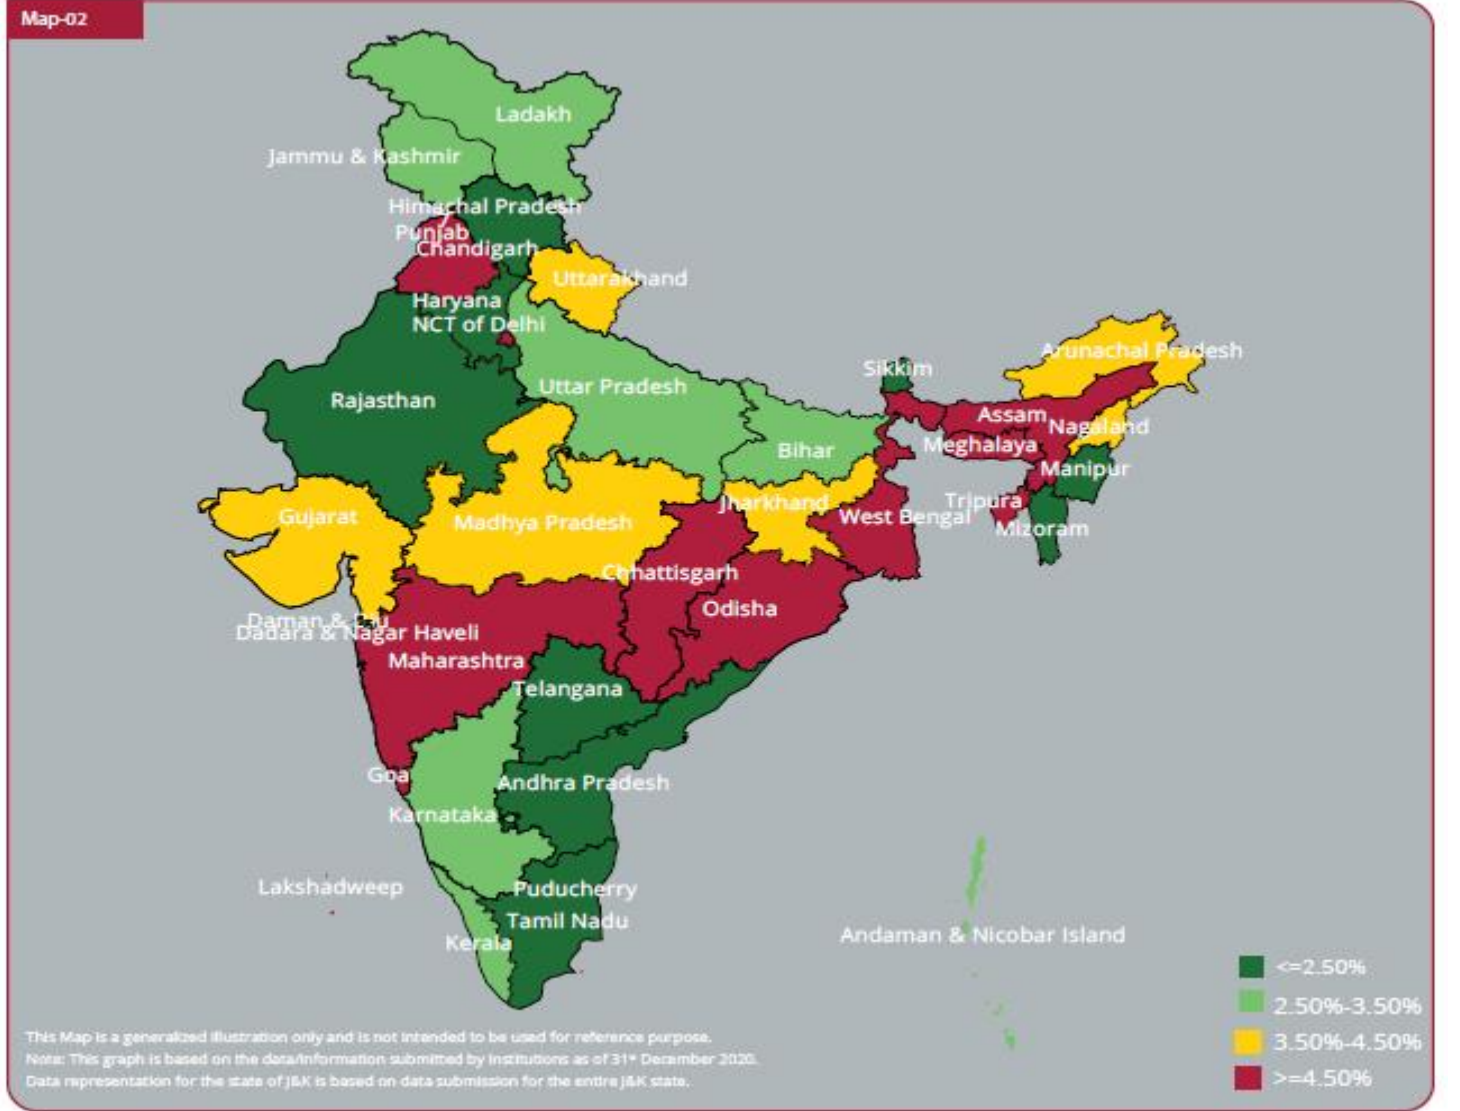 Map-02
Ladakh
Jammu & Kashmir
Himachal Pradesh
Punjab
Chandigarh
Uttarakhand
Haryana
NCT of Delhi
Arunachal Pradesh
Sikkim
Uttar Pradesh
Rajasthan
Assam
Nagaland
Meghalaya
Bihar
Manipur
Jharkhand
Tripura
Gujarat
West Bengal
Madhya Pradesh
Mizoram
Chhattisgarh
Odisha
Daman & Diu
Dadara & Nagar Haveli
Maharashtra
Telangana
Goa
Andhra Pradesh
Karnataka
Lakshadweep
Puducherry
Tamil Nadu
Andaman & Nicobar Island
Kerala
<=2.50%
2.50%-3.50%
3.50%-4.50%
>=4.50%
This Map is a generalized illustration only and is not intended to be used for reference purpose.
Note: This graph is based on the data/information submitted by institutions as of 31st December 2020.
Data representation for the state of J&K is based on data submission for the entire J&K state.